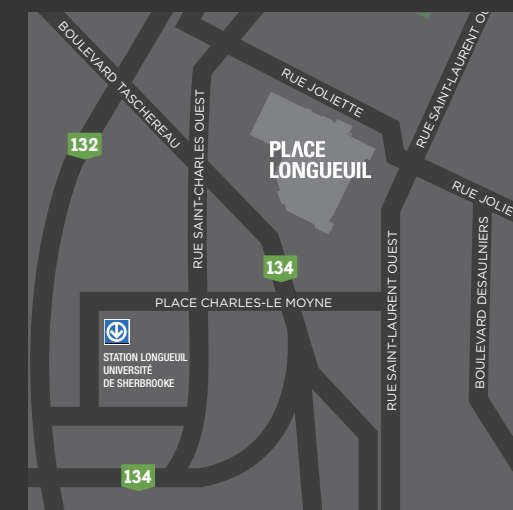 BOULEVARD TASCHEREAU
RUE JOLIETTE
RUE SAINT-LAURENT
132
RUE SAINT-CHARLES OUEST
PLACE
LONGUEUIL
RUE
134
RUE SAINT-LAURENT OUEST
BOULEVARD DESAULNIERS
PLACE CHARLES-LE MOYNE
STATION LONGUEUIL
UNIVERSITÉ
DE SHERBROOKE
134